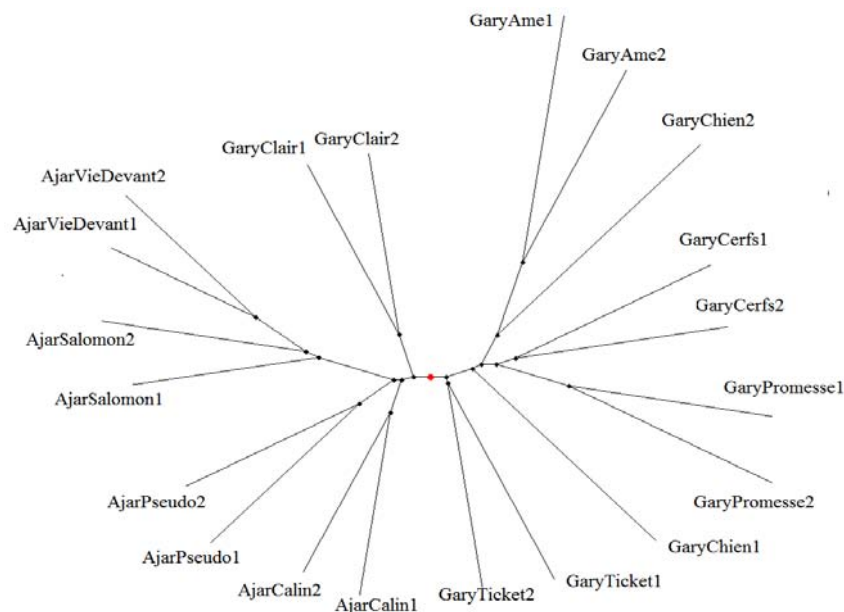 GaryAme1
GaryAme2
GaryChien2
GaryClair2
GaryClair1
AjarVieDevant2
AjarVieDevant1
GaryCerfs1
GaryCerfs2
AjarSalomon2
AjarSalomon1
GaryPromesse1
AjarPseudo2
GaryPromesse2
AjarPseudo1
GaryChien1
AjarCalin2
GaryTicket1
AjarCalin1
GaryTicket2